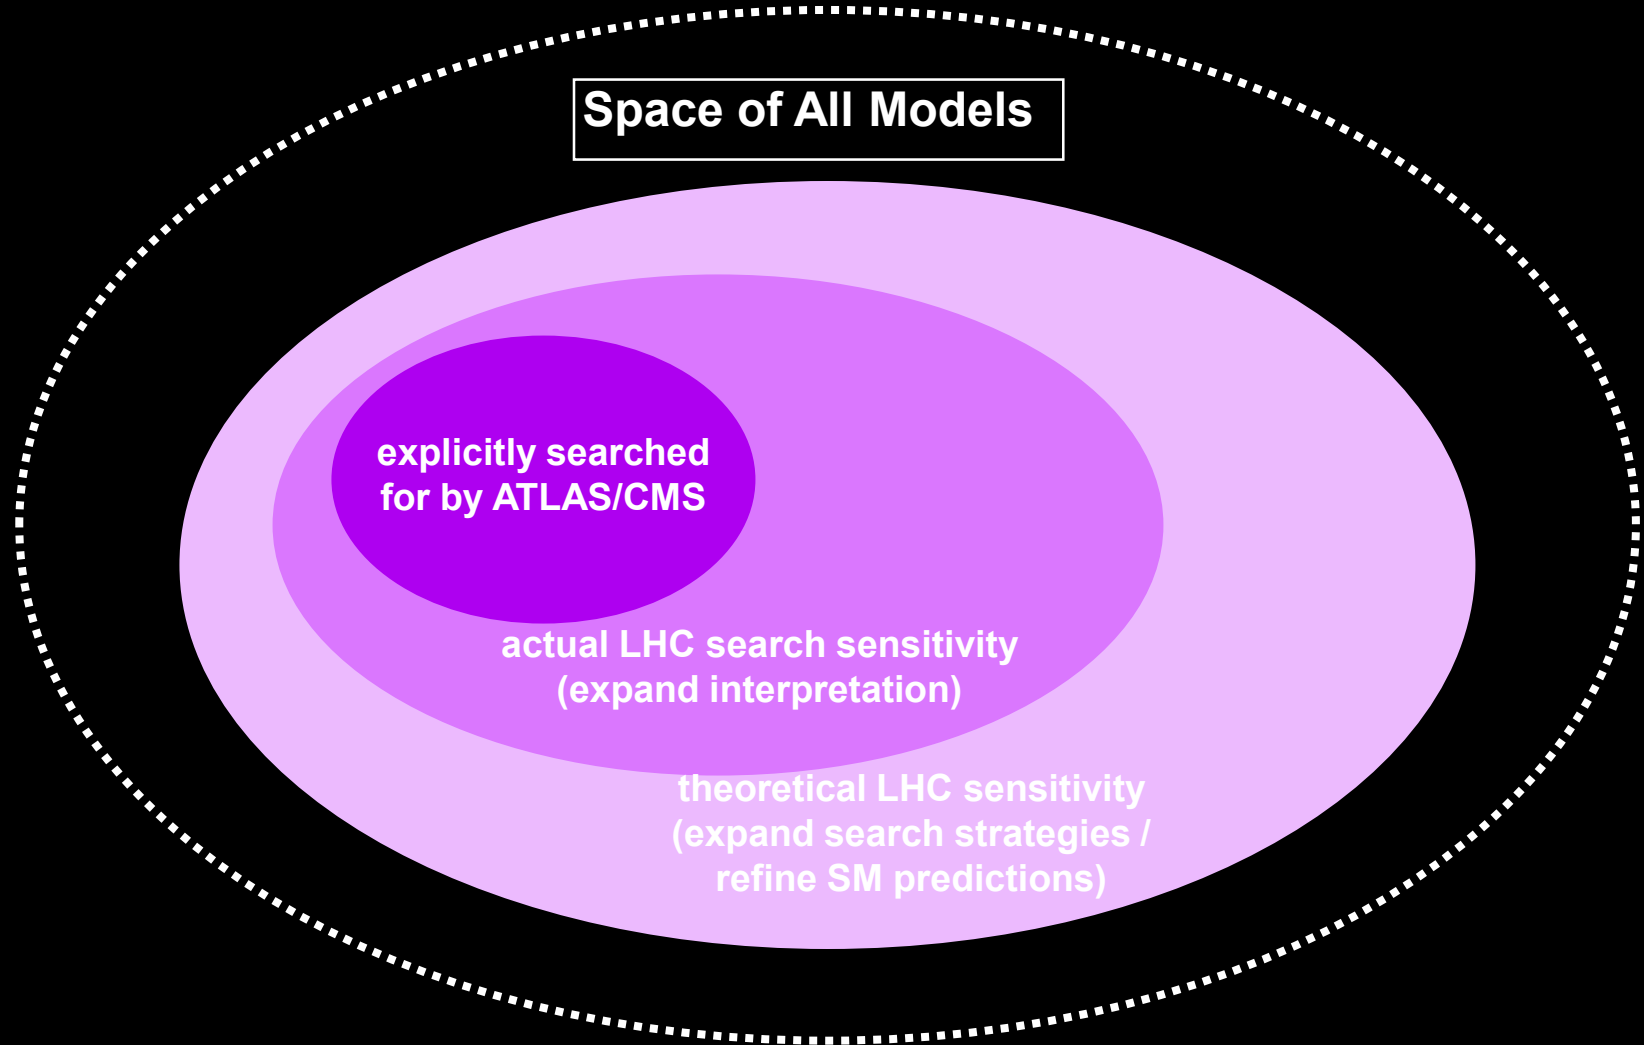 Space of All Models
explicitly searched
for by ATLAS/CMS
actual LHC search sensitivity
(expand interpretation)
theoretical LHC sensitivity
(expand search strategies /
refine SM predictions)